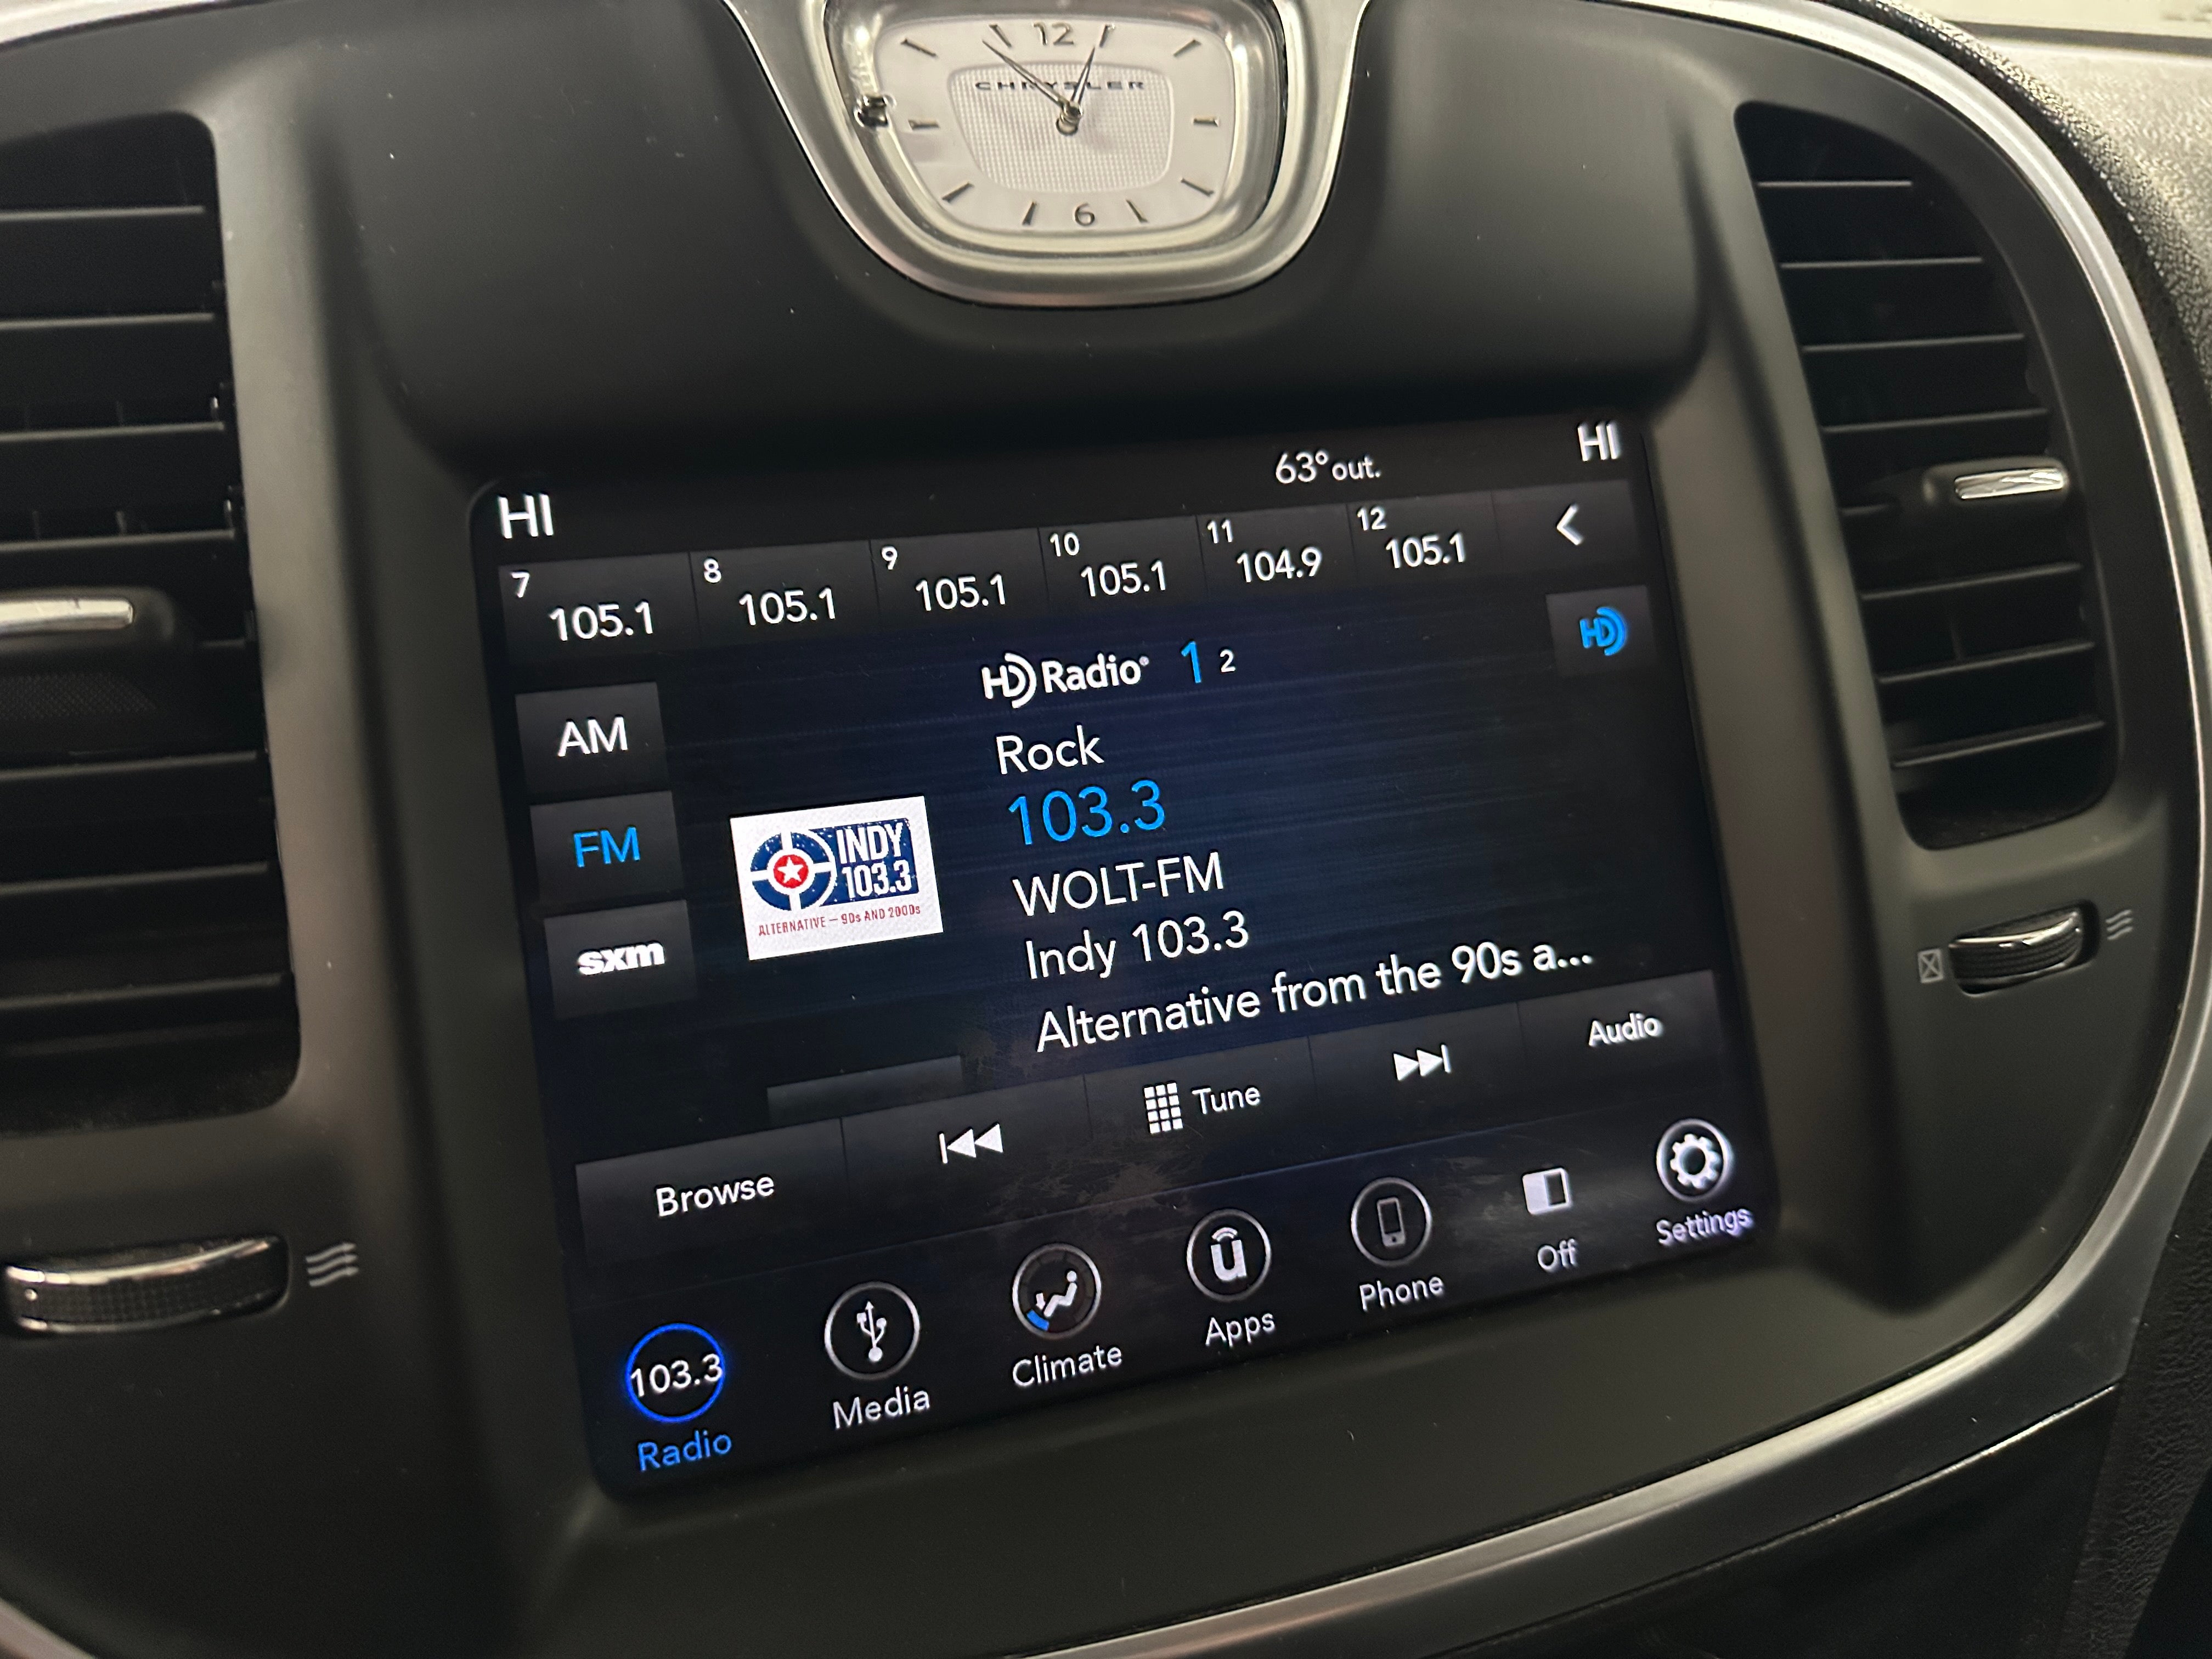 12
CHRYSLER
6
HI
63° out.
HI
7 105.1
8 105.1
9 105.1
10 105.1
11 104.9
12 105.1
HD Radio® 1 2
HD
AM
Rock
103.3
FM
INDY
103.3
ALTERNATIVE — 90s AND 2000s
WOLT-FM
Indy 103.3
sxm
Alternative from the 90s a...
Browse
Tune
Audio
103.3
Radio
Media
Climate
u
Apps
Phone
Off
Settings